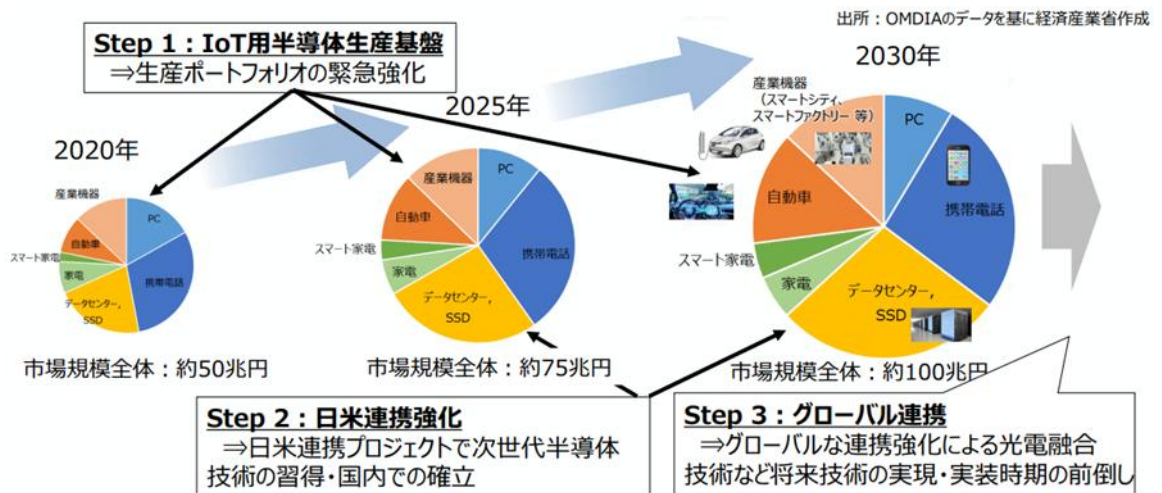 出所：OMDIAのデータを基に経済産業省作成
Step 1：IoT用半導体生産基盤
⇒生産ポートフォリオの緊急強化
2020年
産業機器
PC
自動車
スマート家電
家電
携帯電話
データセンター,
SSD
市場規模全体：約50兆円
2025年
産業機器
PC
自動車
スマート家電
家電
携帯電話
データセンター,
SSD
市場規模全体：約75兆円
2030年
産業機器
（スマートシティ、
スマートファクトリー 等）
PC
自動車
携帯電話
スマート家電
家電
データセンター,
SSD
市場規模全体：約100兆円
Step 2：日米連携強化
⇒日米連携プロジェクトで次世代半導体
技術の習得・国内での確立
Step 3：グローバル連携
⇒グローバルな連携強化による光電融合
技術など将来技術の実現・実装時期の前倒し